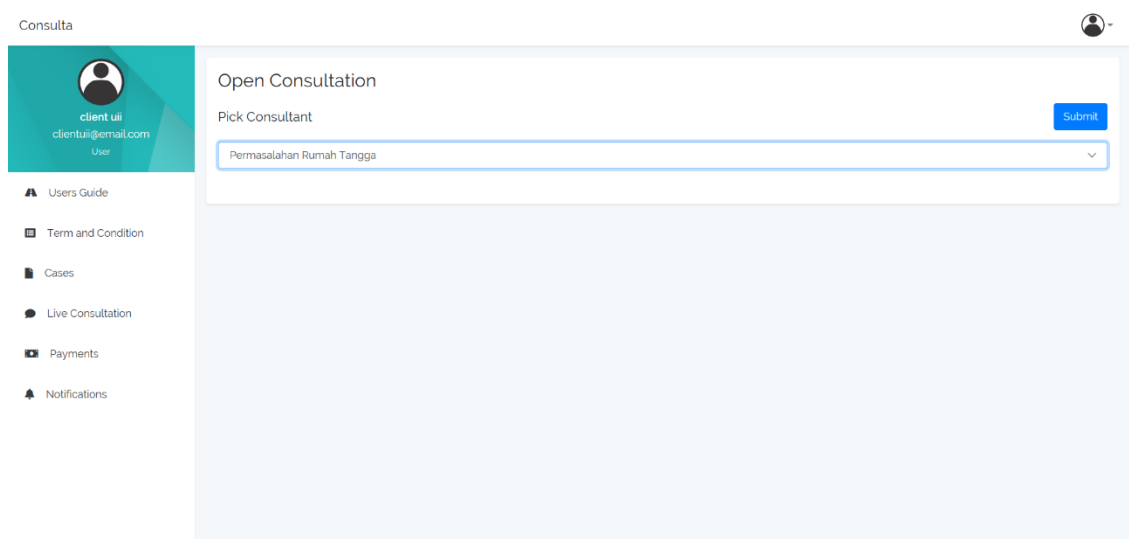 Consulta
client uii
clientuii@email.com
User
Users Guide
Term and Condition
Cases
Live Consultation
Payments
Notifications
Open Consultation
Pick Consultant
Submit
Permasalahan Rumah Tangga